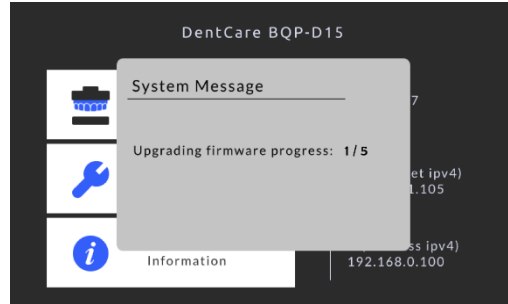 DentCare BQP-D15
System Message
7
Upgrading firmware progress: 1/5
et ipv4)
1.105
ss ipv4)
Information
192.168.0.100